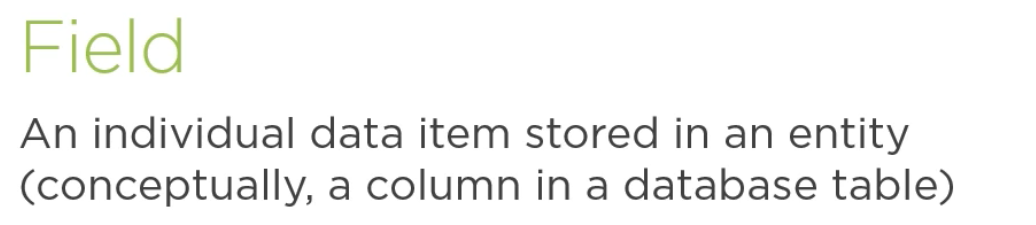 Field
An individual data item stored in an entity
(conceptually, a column in a database table)